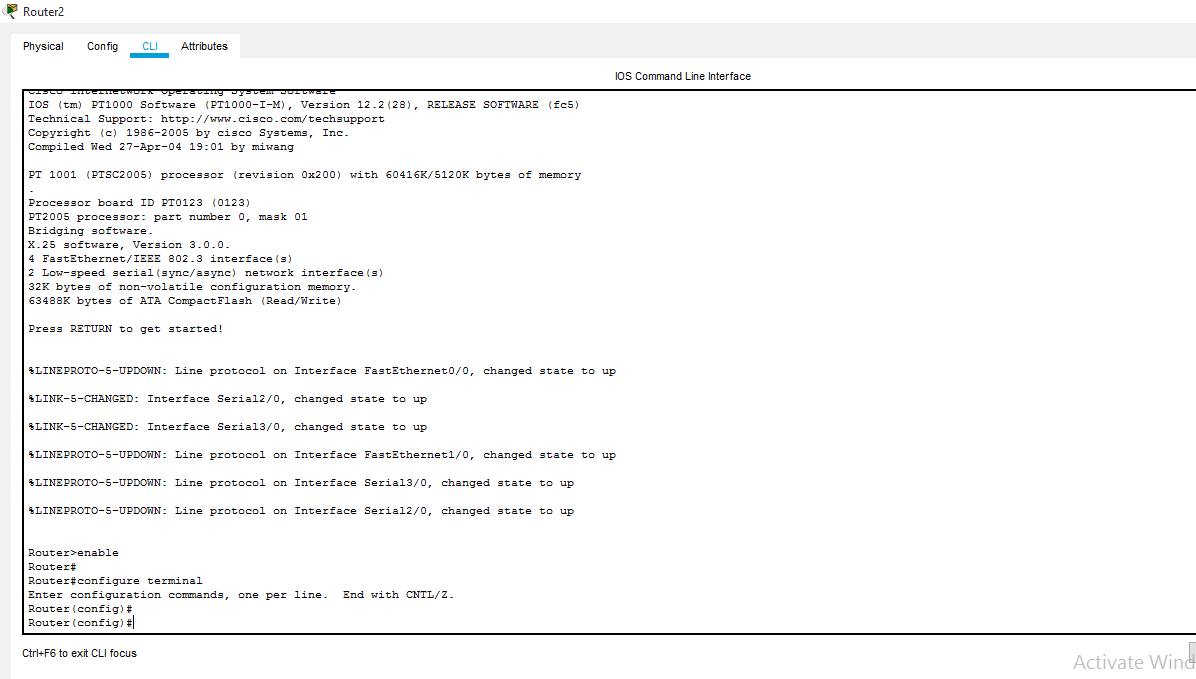 Router2
Physical Config CLI Attributes
IOS Command Line Interface
Cisco Internetwork Operating System Software
IOS (tm) PT1000 Software (PT1000-I-M), Version 12.2(28), RELEASE SOFTWARE (fc5)
Technical Support: http://www.cisco.com/techsupport
Copyright (c) 1986-2005 by cisco Systems, Inc.
Compiled Wed 27-Apr-04 19:01 by miwang
PT 1001 (PTSC2005) processor (revision 0x200) with 60416K/5120K bytes of memory
.
Processor board ID PT0123 (0123)
PT2005 processor: part number 0, mask 01
Bridging software.
X.25 software, Version 3.0.0.
4 FastEthernet/IEEE 802.3 interface(s)
2 Low-speed serial(sync/async) network interface(s)
32K bytes of non-volatile configuration memory.
63488K bytes of ATA CompactFlash (Read/Write)
Press RETURN to get started!
%LINEPROTO-5-UPDOWN: Line protocol on Interface FastEthernet0/0, changed state to up
%LINK-5-CHANGED: Interface Serial2/0, changed state to up
%LINK-5-CHANGED: Interface Serial3/0, changed state to up
%LINEPROTO-5-UPDOWN: Line protocol on Interface FastEthernet1/0, changed state to up
%LINEPROTO-5-UPDOWN: Line protocol on Interface Serial3/0, changed state to up
%LINEPROTO-5-UPDOWN: Line protocol on Interface Serial2/0, changed state to up
Router>enable
Router#
Router#configure terminal
Enter configuration commands, one per line.  End with CNTL/Z.
Router(config)#
Router(config)#
Ctrl+F6 to exit CLI focus
Activate Wind